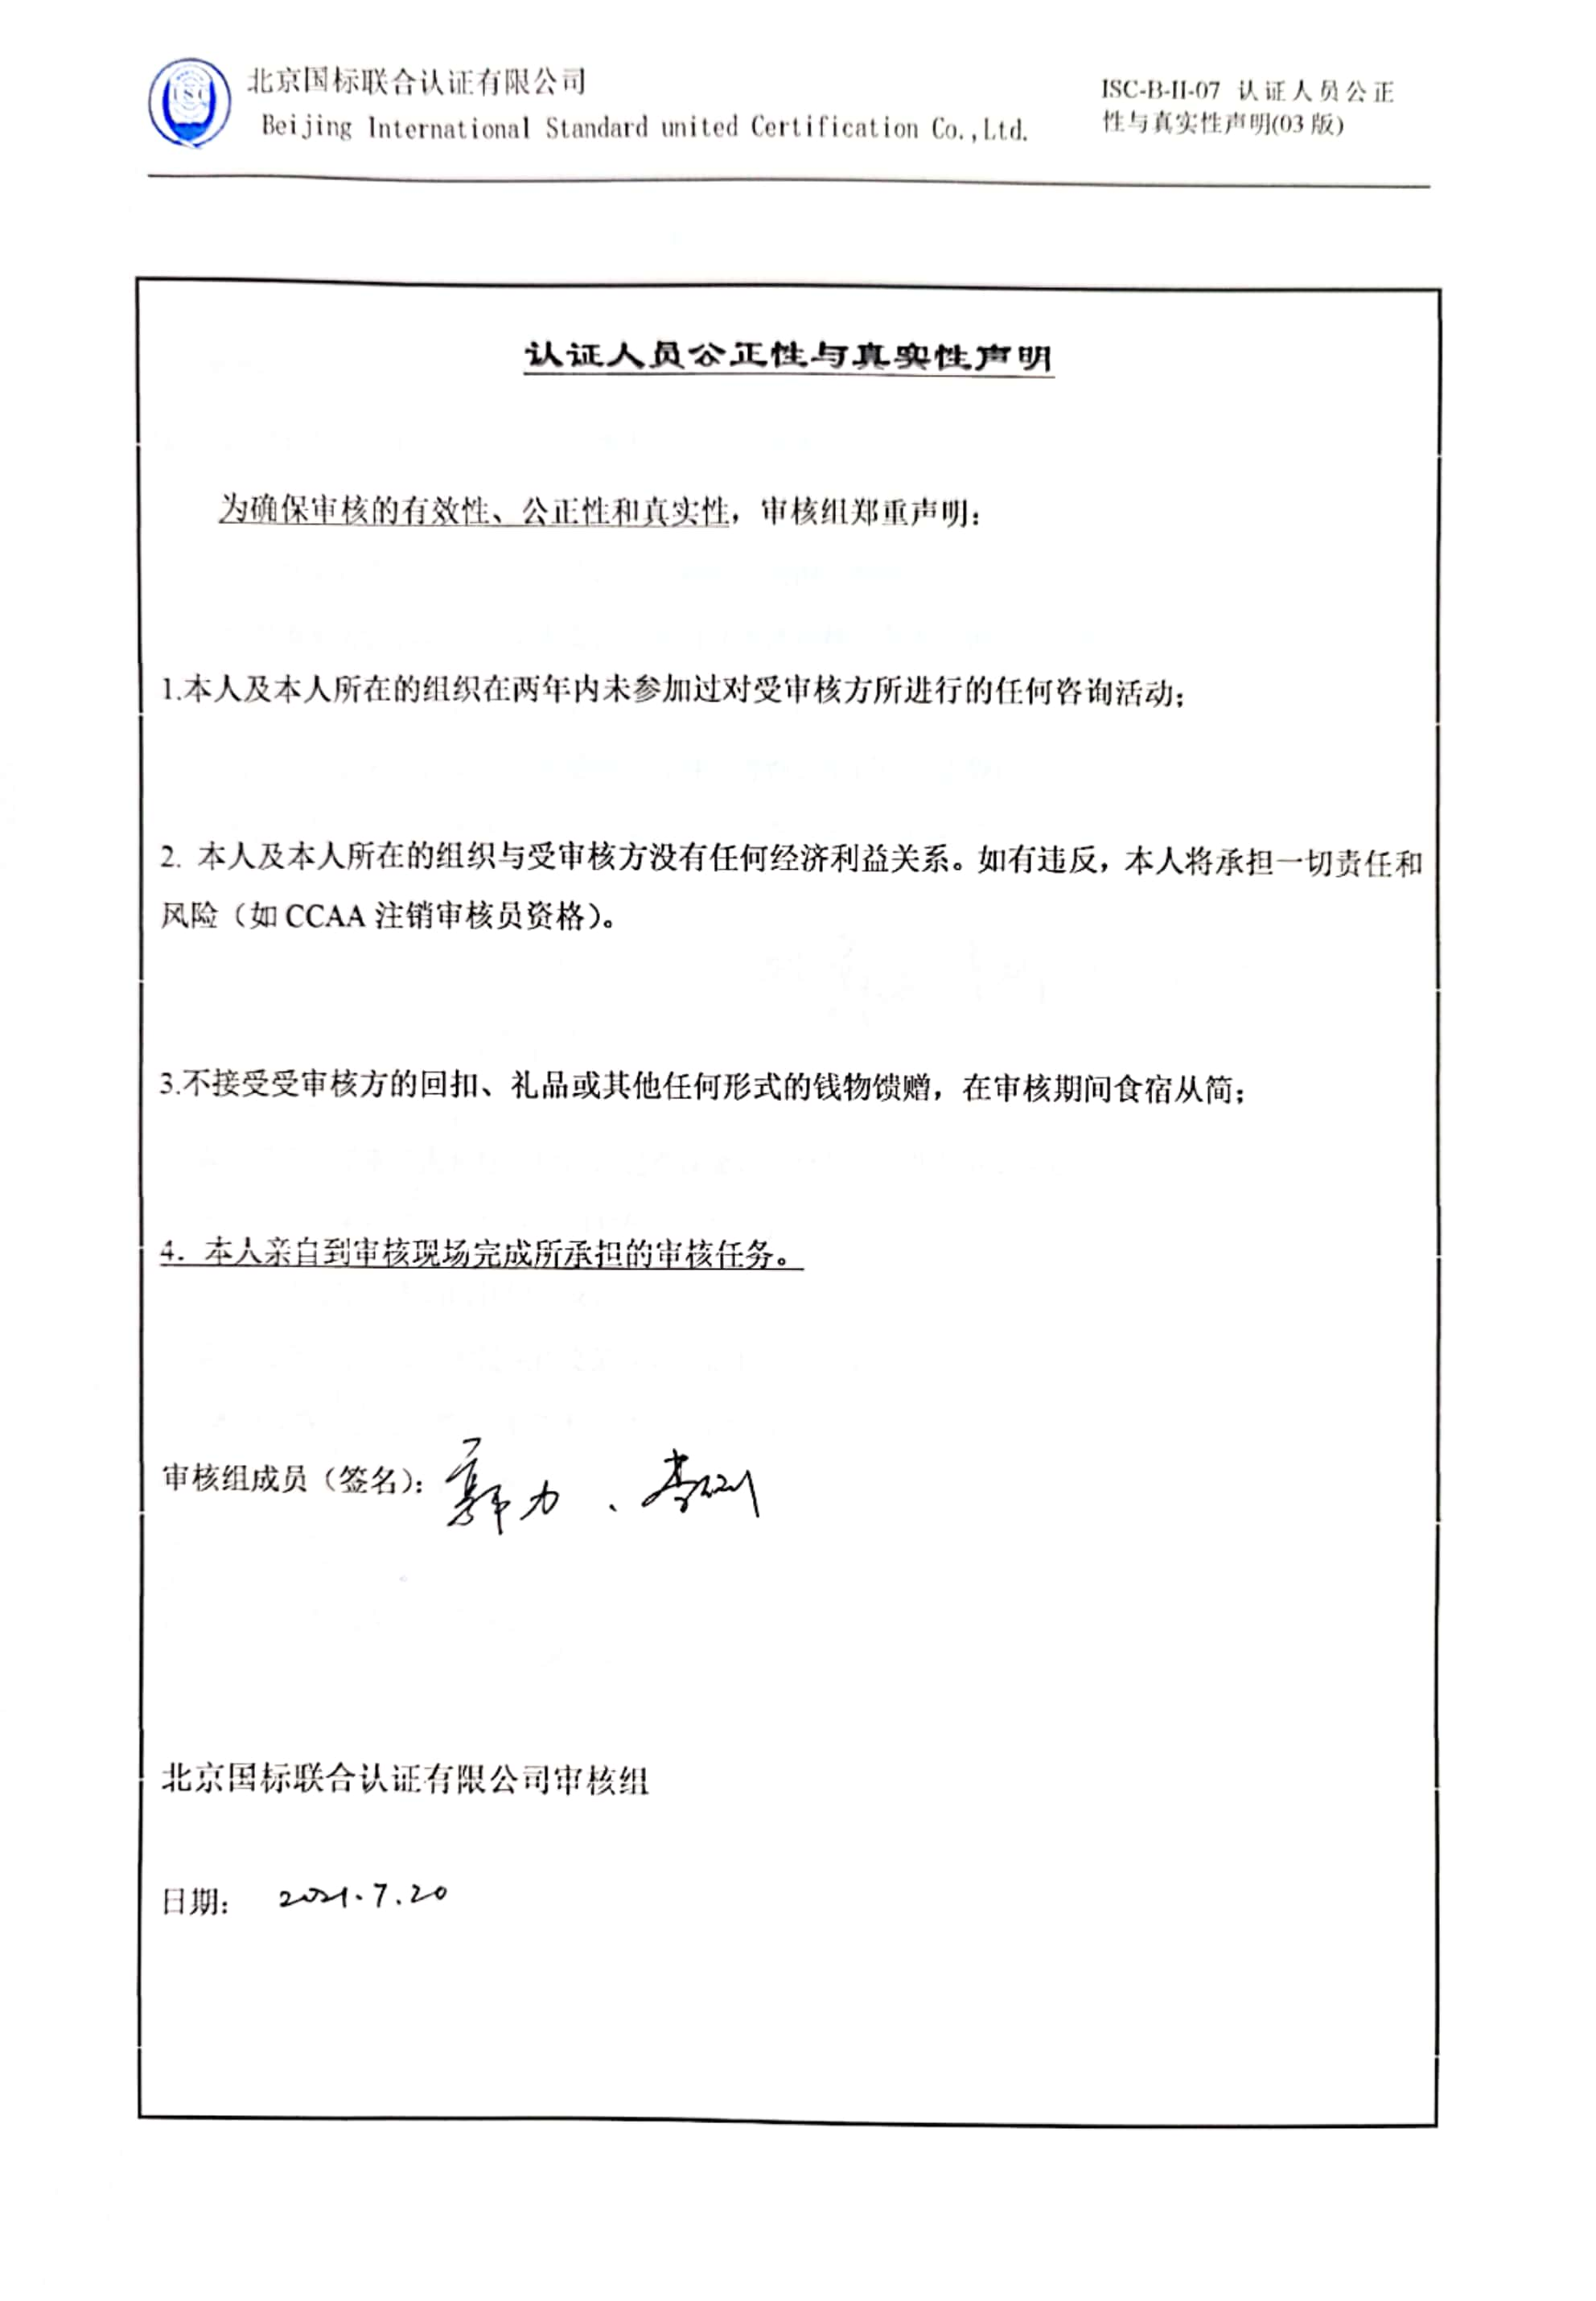 北京国标联合认证有限公司
Beijing International Standard united Certification Co.,Ltd.
ISC-B-II-07 认证人员公正
性与真实性声明(03 版)
ISC
认证人员公正性与真实性声明
为确保审核的有效性、公正性和真实性，审核组郑重声明：
1.本人及本人所在的组织在两年内未参加过对受审核方所进行的任何咨询活动；
2. 本人及本人所在的组织与受审核方没有任何经济利益关系。如有违反，本人将承担一切责任和
风险（如 CCAA 注销审核员资格）。
3.不接受受审核方的回扣、礼品或其他任何形式的钱物馈赠，在审核期间食宿从简；
4. 本人亲自到审核现场完成所承担的审核任务。
审核组成员（签名）：郭力 、
北京国标联合认证有限公司审核组
日期： 2021.7.20